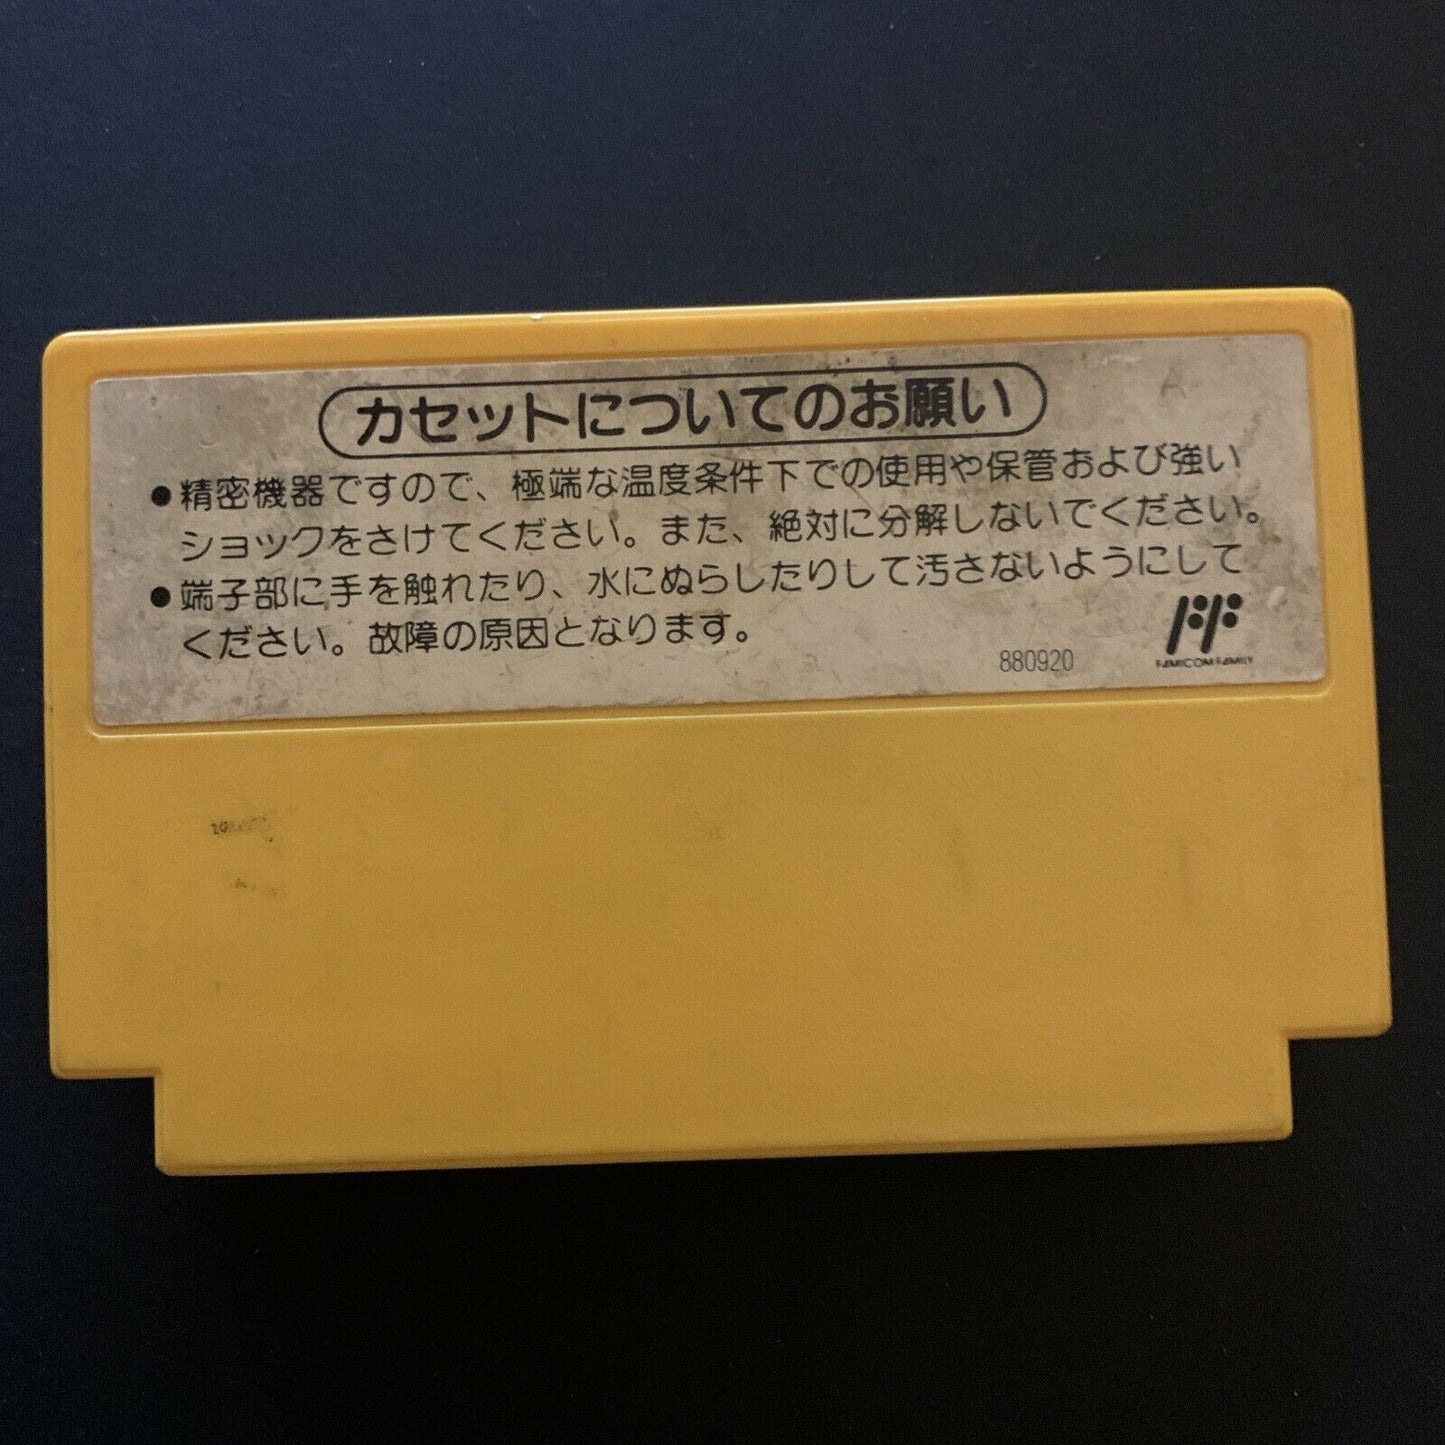 カセットについてのお願い
●精密機器ですので、極端な温度条件下での使用や保管および強い
ショックをさけてください。また、絶対に分解しないでください。
●端子部に手を触れたり、水にぬらしたりして汚さないようにして
ください。故障の原因となります。
880920
FAMICOM FAMILY